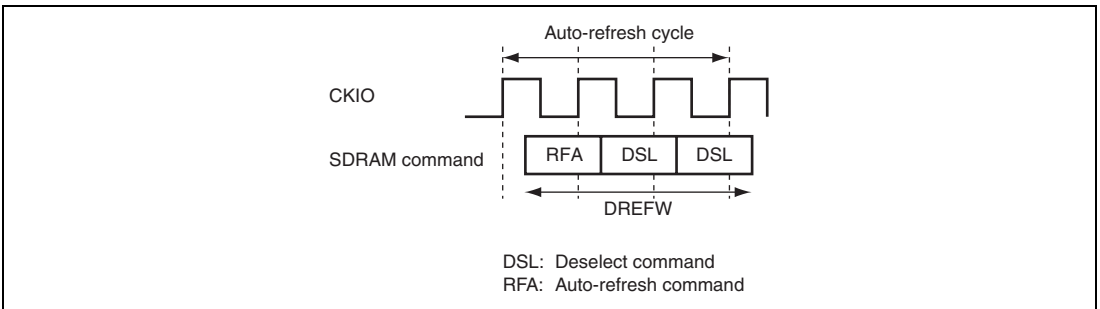 Auto-refresh cycle
CKIO
SDRAM command
RFA DSL DSL
DREFW
DSL: Deselect command
RFA: Auto-refresh command